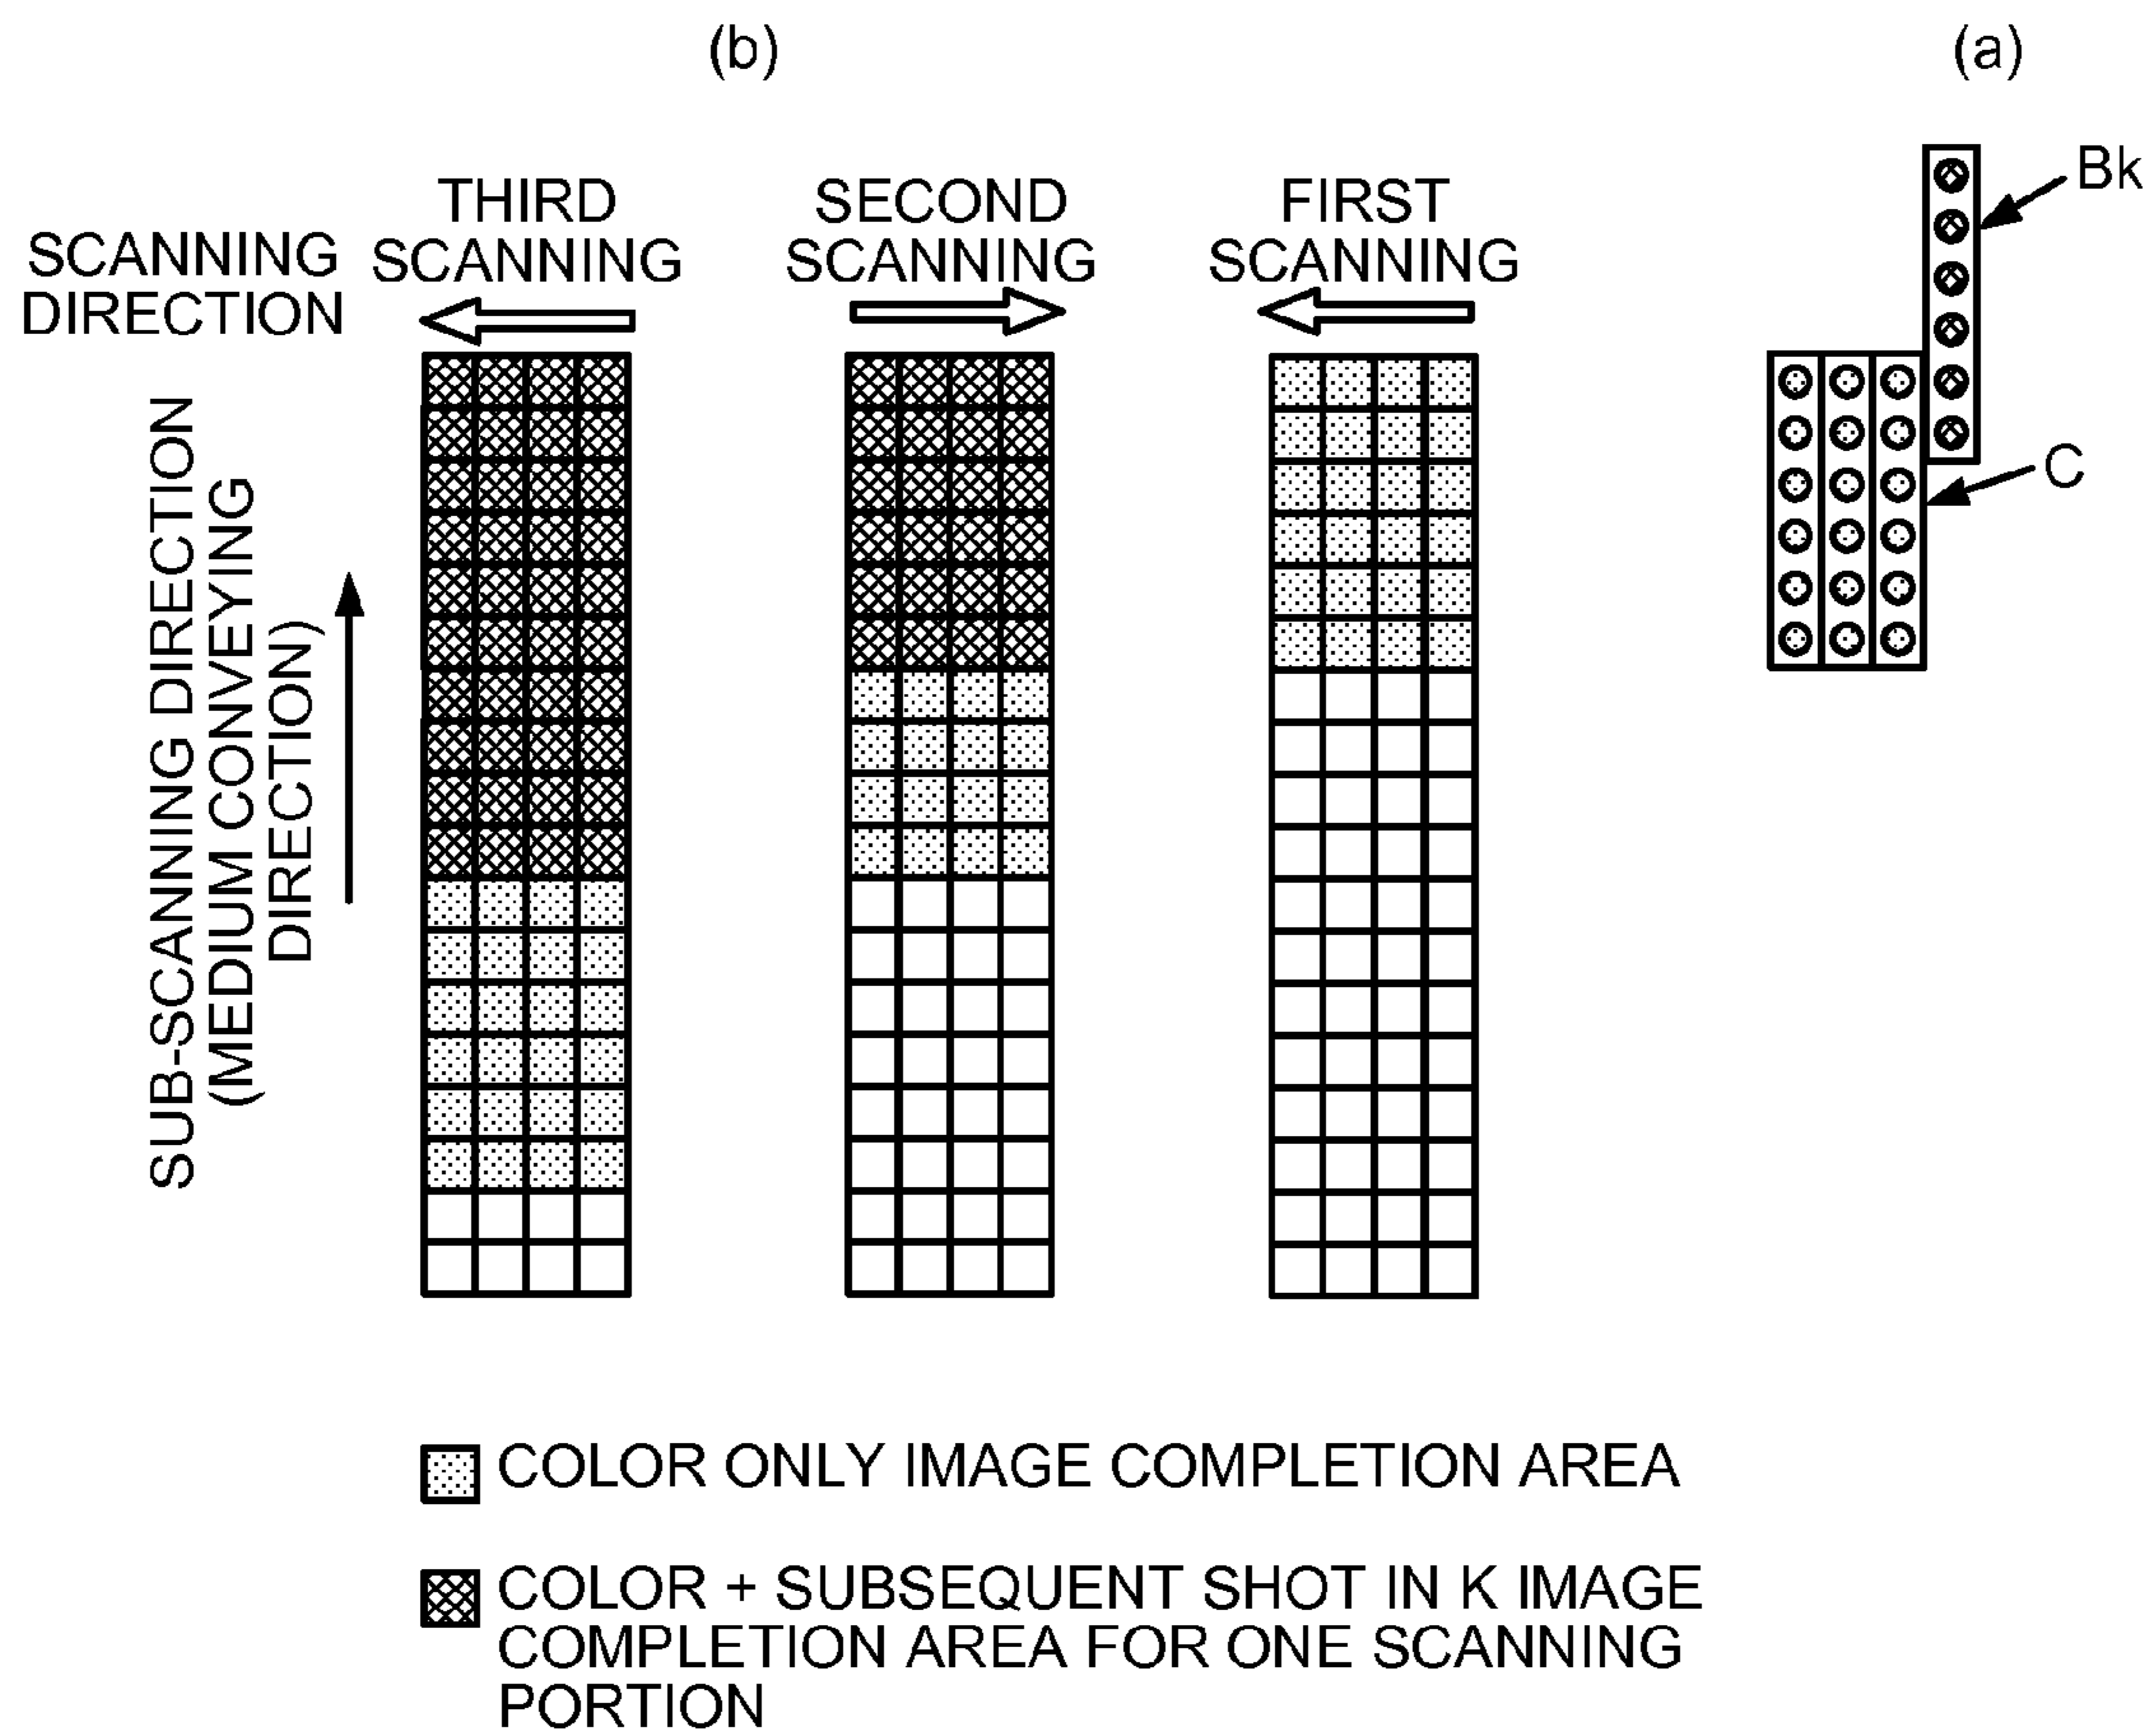 (b)
(a)
THIRD
SCANNING
SECOND
SCANNING
FIRST
SCANNING
Bk
SCANNING
DIRECTION
C
SUB-SCANNING DIRECTION
(MEDIUM CONVEYING
DIRECTION)
COLOR ONLY IMAGE COMPLETION AREA
COLOR + SUBSEQUENT SHOT IN K IMAGE
COMPLETION AREA FOR ONE SCANNING
PORTION